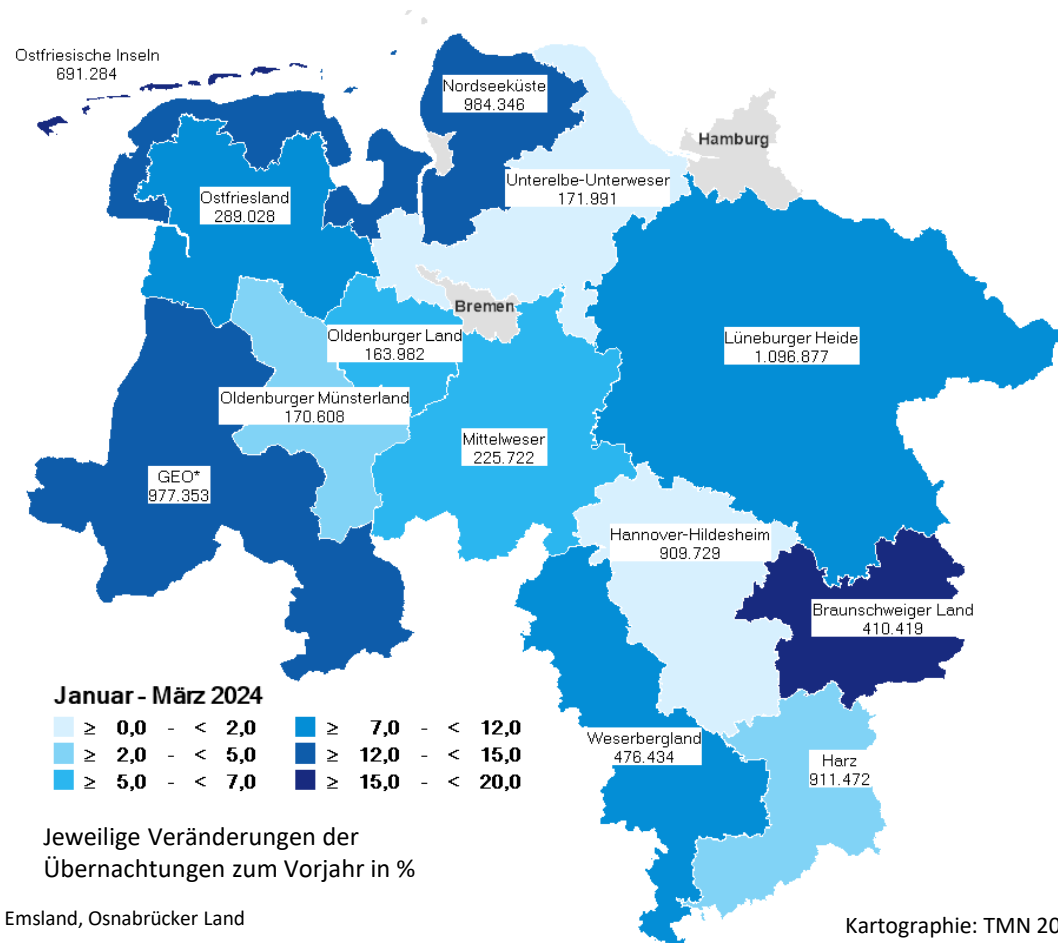 Ostfriesische Inseln
691.284
Nordseeküste
984.346
Hamburg
Unterelbe-Unterweser
171.991
Ostfriesland
289.028
Bremen
Oldenburger Land
163.982
Lüneburger Heide
1.096.877
Oldenburger Münsterland
170.608
Mittelweser
225.722
GEO*
977.353
Hannover-Hildesheim
909.729
Braunschweiger Land
410.419
Weserbergland
476.434
Harz
911.472
Januar - März 2024
≥ 0,0 - < 2,0
≥ 2,0 - < 5,0
≥ 5,0 - < 7,0
≥ 7,0 - < 12,0
≥ 12,0 - < 15,0
≥ 15,0 - < 20,0
Jeweilige Veränderungen der
Übernachtungen zum Vorjahr in %
Emsland, Osnabrücker Land
Kartographie: TMN 20